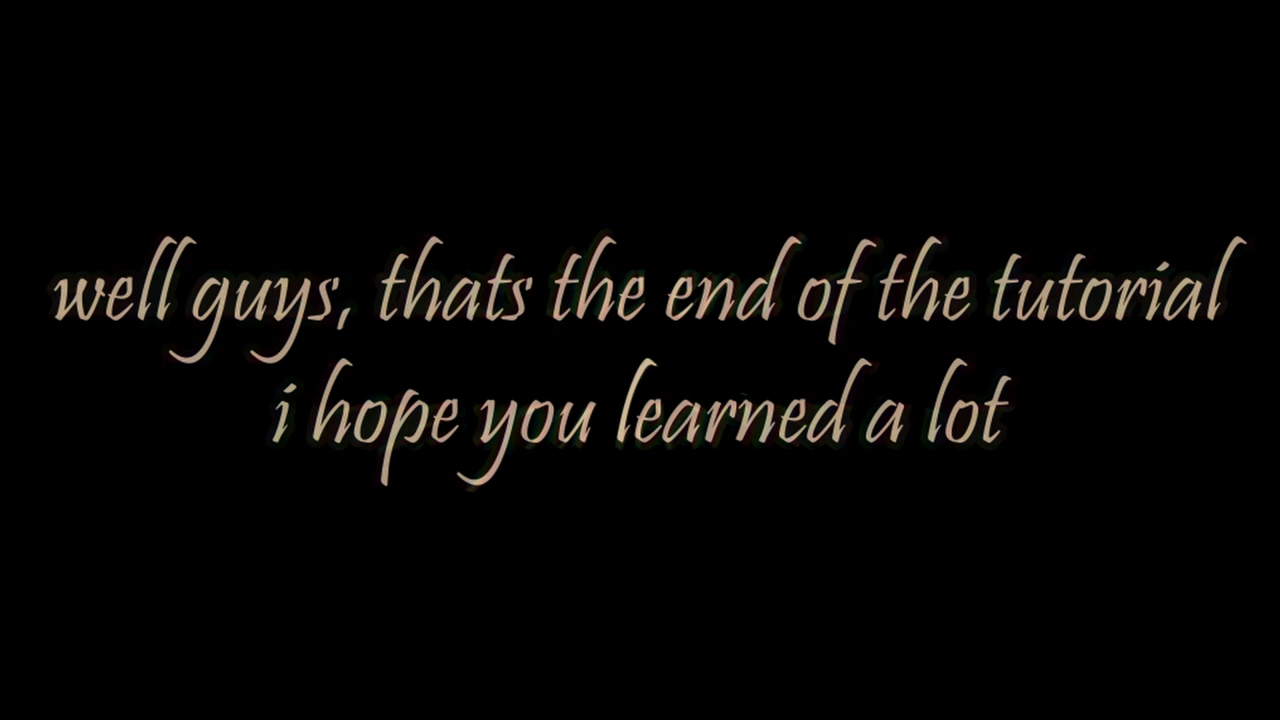 well guys, thats the end of the tutorial
i hope you learned a lot